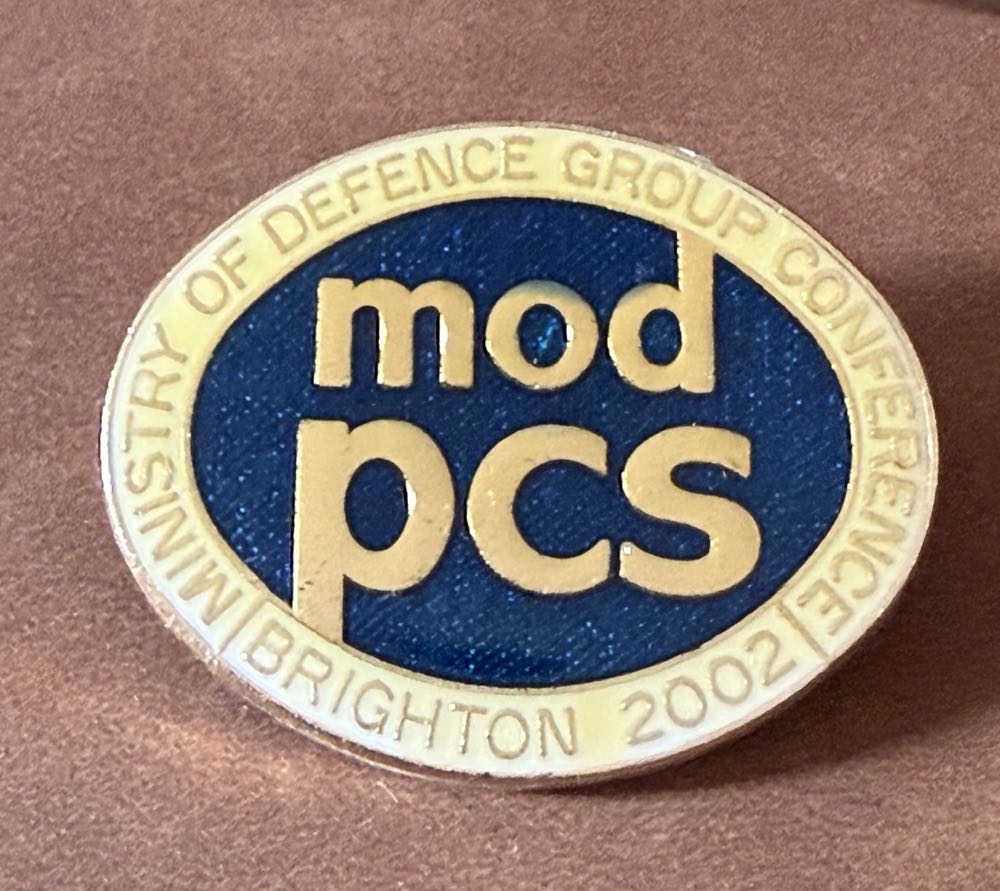 MINISTRY OF DEFENCE GROUP CONFERENCE
mod
pcs
BRIGHTON 2002